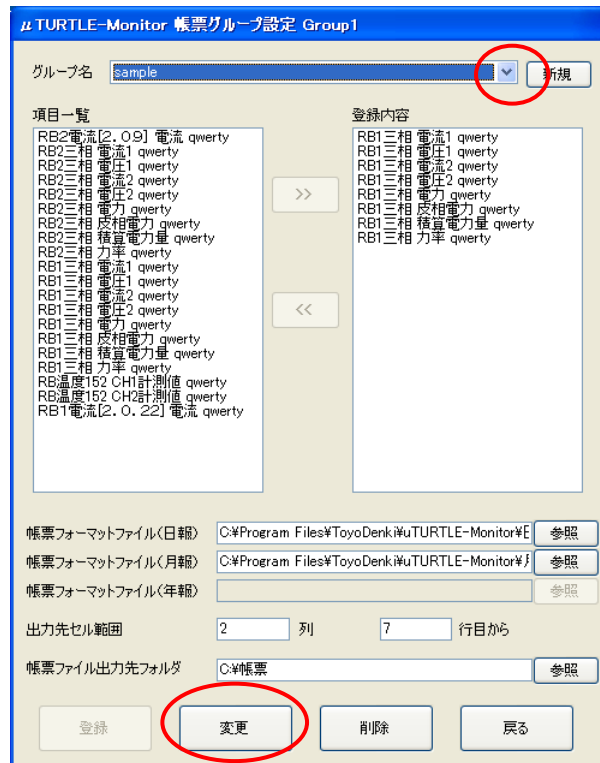 μTURTLE-Monitor 帳票グループ設定 Group1
グループ名 sample 新規
項目一覧
RB2電流[2.0.9] 電流 qwerty
RB2三相 電流1 qwerty
RB2三相 電圧1 qwerty
RB2三相 電流2 qwerty
RB2三相 電圧2 qwerty
RB2三相 電力 qwerty
RB2三相 皮相電力 qwerty
RB2三相 積算電力量 qwerty
RB2三相 力率 qwerty
RB1三相 電流1 qwerty
RB1三相 電圧1 qwerty
RB1三相 電流2 qwerty
RB1三相 電圧2 qwerty
RB1三相 電力 qwerty
RB1三相 皮相電力 qwerty
RB1三相 積算電力量 qwerty
RB1三相 力率 qwerty
RB温度152 CH1計測値 qwerty
RB温度152 CH2計測値 qwerty
RB1電流[2.0.22] 電流 qwerty
>>
<<
登録内容
RB1三相 電流1 qwerty
RB1三相 電圧1 qwerty
RB1三相 電流2 qwerty
RB1三相 電圧2 qwerty
RB1三相 電力 qwerty
RB1三相 皮相電力 qwerty
RB1三相 積算電力量 qwerty
RB1三相 力率 qwerty
帳票フォーマットファイル(日報) C:¥Program Files¥ToyoDenki¥uTURTLE-Monitor¥ 参照
帳票フォーマットファイル(月報) C:¥Program Files¥ToyoDenki¥uTURTLE-Monitor¥ 参照
帳票フォーマットファイル(年報) 参照
出力先セル範囲 2 列 7 行目から
帳票ファイル出力先フォルダ C:¥帳票 参照
登録 変更 削除 戻る